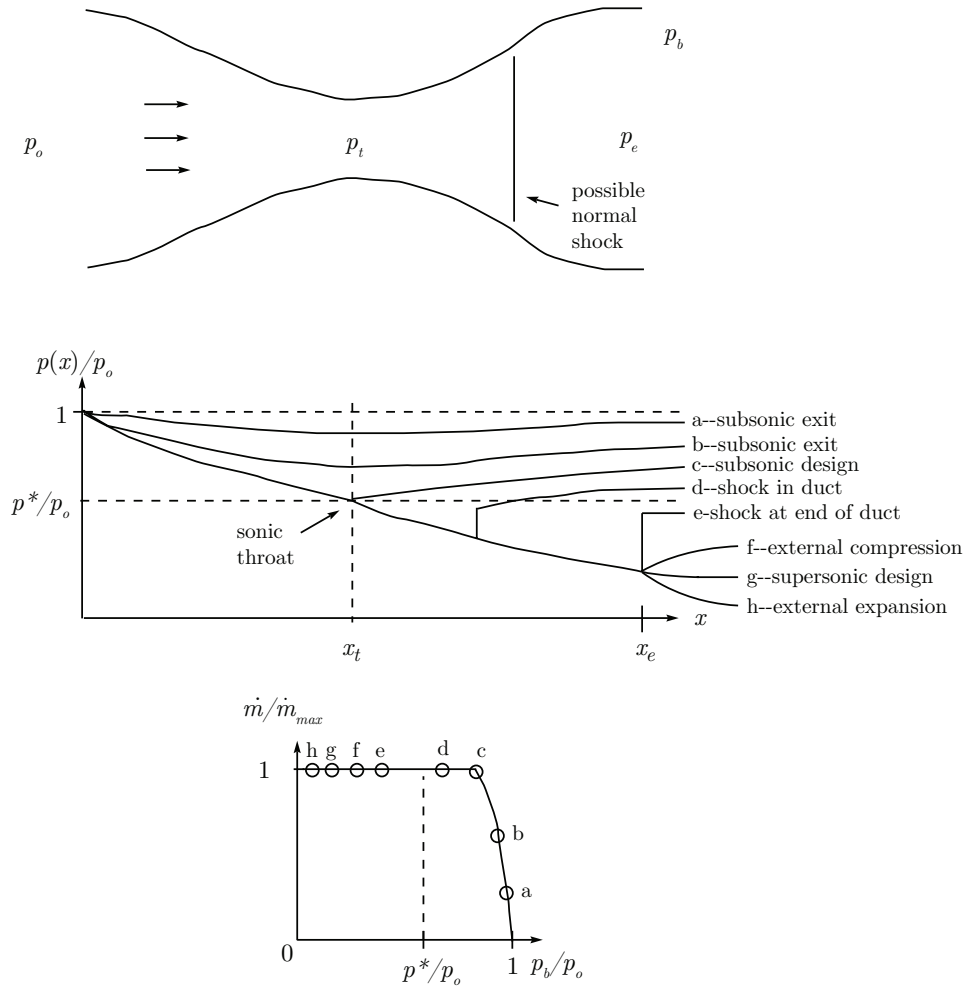 p_b
p_o
p_t
p_e
possible
normal
shock
p(x)/p_o
1
a--subsonic exit
b--subsonic exit
c--subsonic design
d--shock in duct
p*/p_o
e-shock at end of duct
sonic
throat
f--external compression
g--supersonic design
h--external expansion
x
x_t
x_e
ṁ/ṁ_max
h g f e d c
1
b
a
0
p*/p_o
1
p_b/p_o